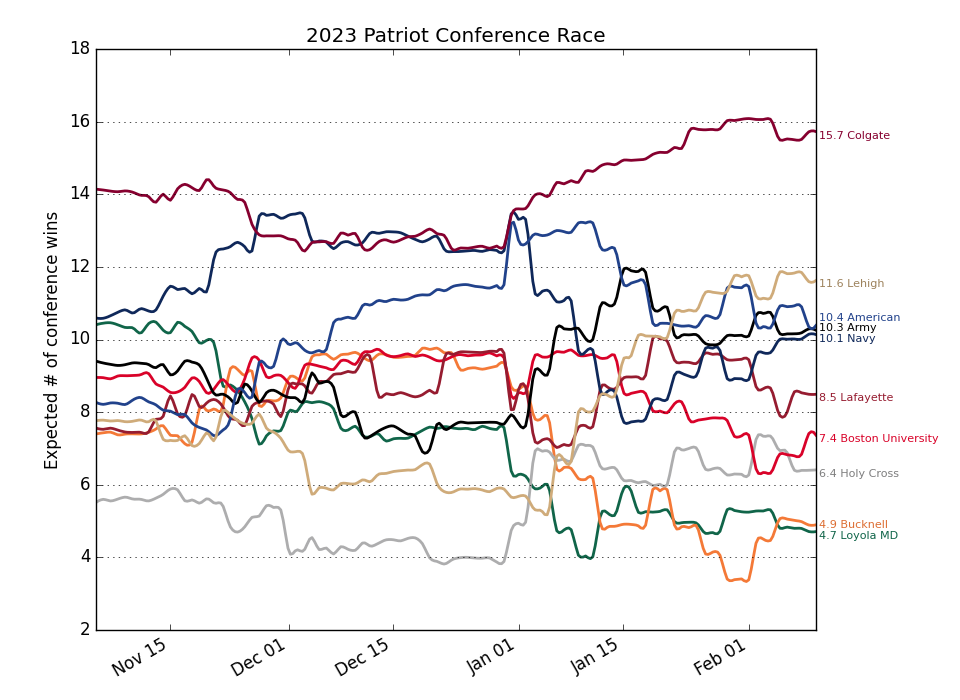 2023 Patriot Conference Race
Expected # of conference wins
18
16
14
12
10
8
6
4
2
Nov 15
Dec 01
Dec 15
Jan 01
Jan 15
Feb 01
15.7 Colgate
11.6 Lehigh
10.4 American
10.3 Army
10.1 Navy
8.5 Lafayette
7.4 Boston University
6.4 Holy Cross
4.9 Bucknell
4.7 Loyola MD